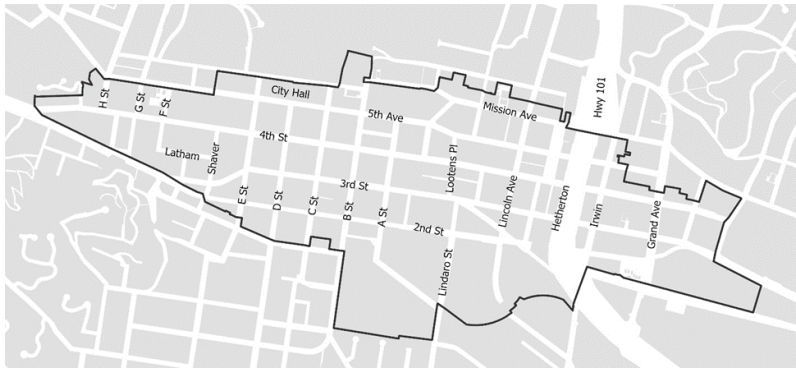 City Hall
Hwy 101
H St
G St
F St
5th Ave
Mission Ave
4th St
Latham
Shaver
Lootens Pl
3rd St
E St
D St
C St
B St
A St
2nd St
Lincoln Ave
Hetherton
Irwin
Grand Ave
Lindaro St